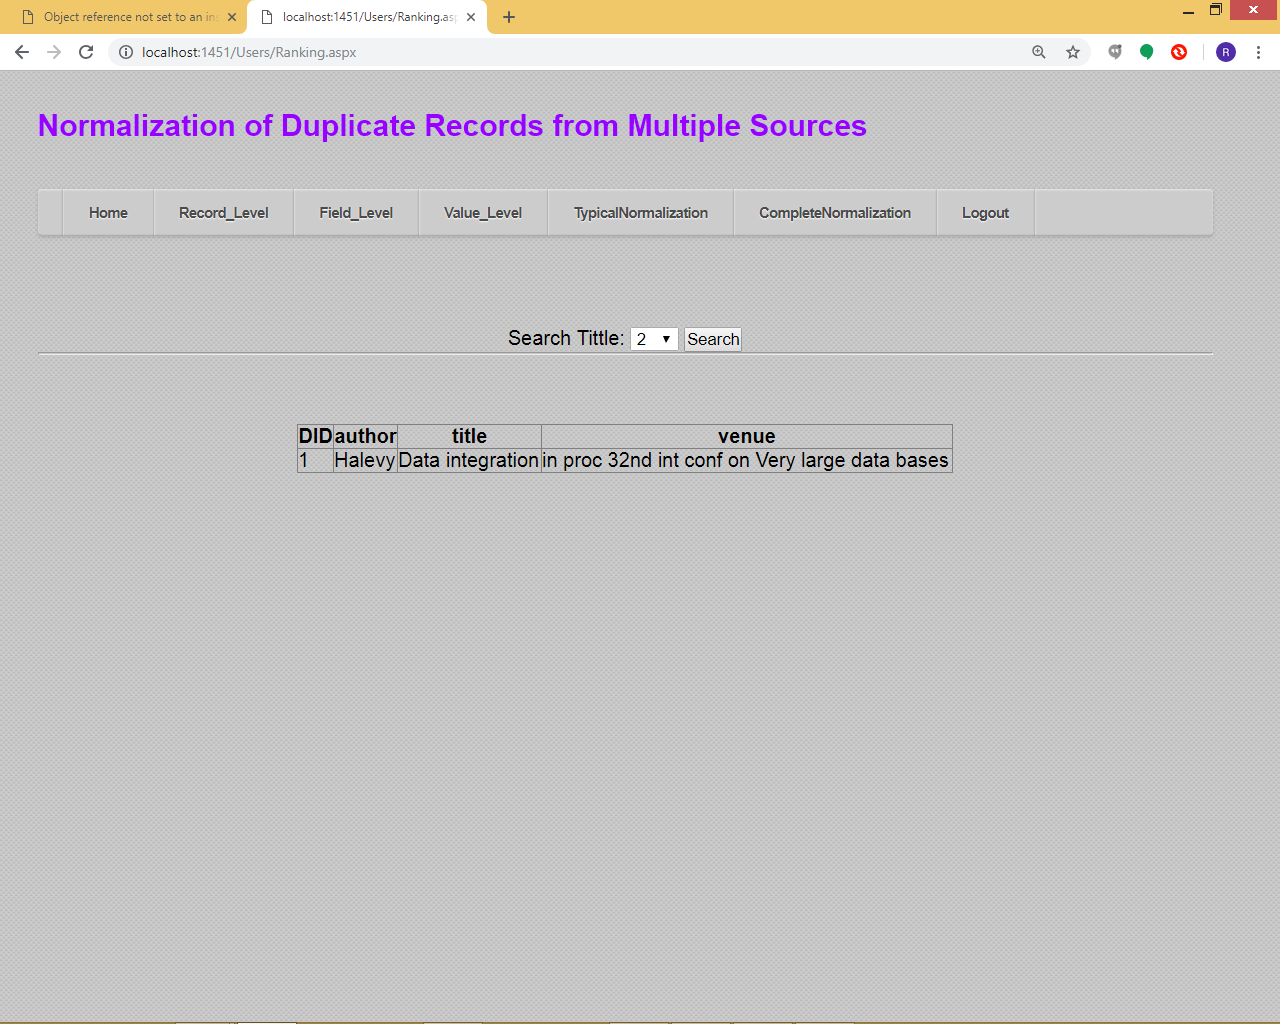 Object reference not set to an ins
localhost:1451/Users/Ranking.asp
localhost:1451/Users/Ranking.aspx
R
Normalization of Duplicate Records from Multiple Sources
Home Record_Level Field_Level Value_Level TypicalNormalization CompleteNormalization Logout
Search Tittle: 2 Search
DID author title venue
1 Halevy Data integration in proc 32nd int conf on Very large data bases